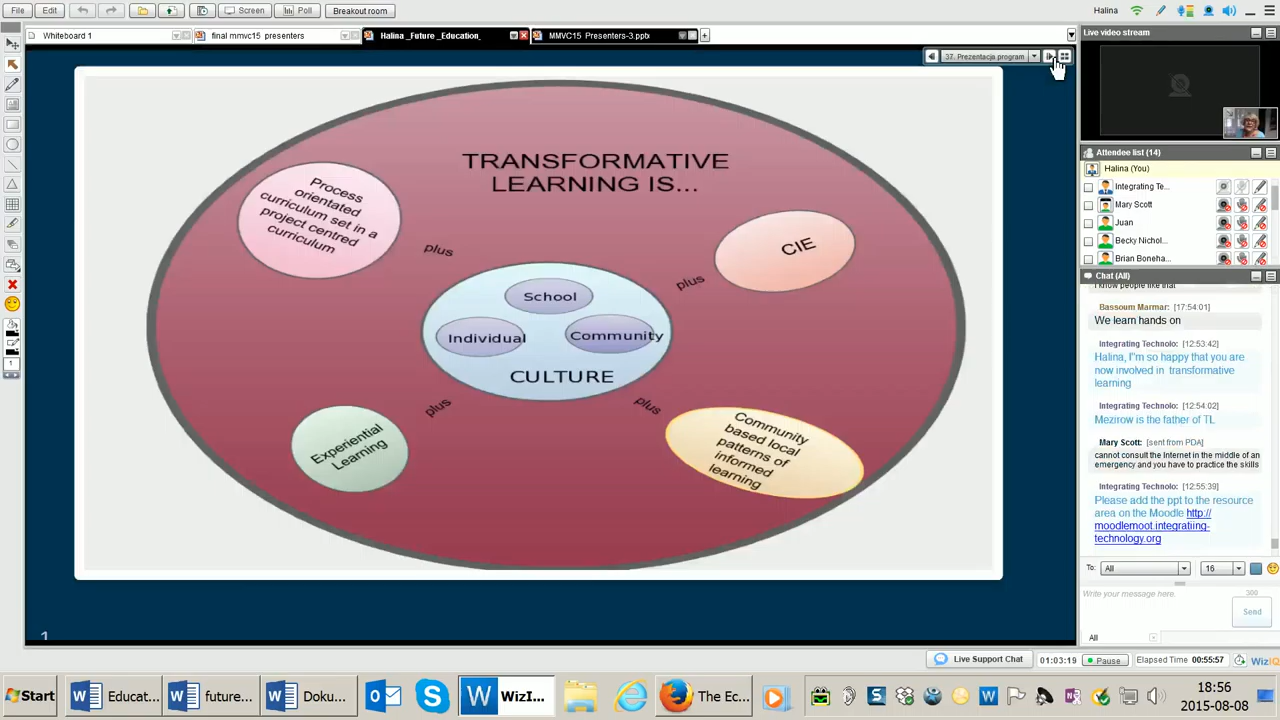 File
Edit
Screen
Poll
Breakout room
Halina
Whiteboard 1
final mmvc15 presenters
Halina _Future _Education_
MMVC15 Presenters-3.pptx
37. Prezentacja program
TRANSFORMATIVE
LEARNING IS...
Process
orientated
curriculum set in a
project centred
curriculum
plus
CIE
plus
School
Individual
Community
CULTURE
plus
plus
Experiential
Learning
Community
based local
patterns of
informed
learning
1
Live video stream
Attendee list (14)
Halina (You)
Integrating Te...
Mary Scott
Juan
Becky Nichol...
Brian Boneha...
Chat (All)
I know people like that
Bassoum Marmar: [17:54:01]
We learn hands on
Integrating Technolo: [12:53:42]
Halina, I"m so happy that you are
now involved in transformative
learning
Integrating Technolo: [12:54:02]
Mezirow is the father of TL
Mary Scott: [sent from PDA]
cannot consult the Internet in the middle of an
emergency and you have to practice the skills
Integrating Technolo: [12:55:39]
Please add the ppt to the resource
area on the Moodle http://
moodlemoot.integratiing-
technology.org
To: All 16
Write your message here. 300
Send
All
Live Support Chat
01:03:19
Pause
Elapsed Time 00:55:57
WizIQ
Start
Educat...
future...
Doku...
WizI...
The Ec...
18:56
2015-08-08